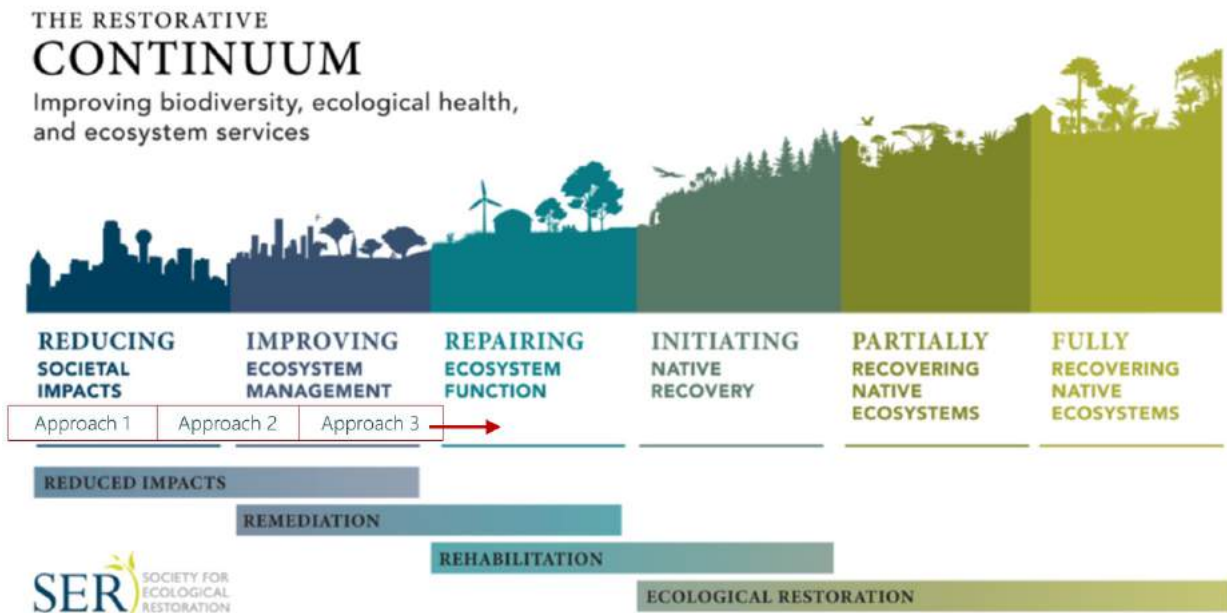 THE RESTORATIVE
CONTINUUM
Improving biodiversity, ecological health,
and ecosystem services
REDUCING
SOCIETAL
IMPACTS
IMPROVING
ECOSYSTEM
MANAGEMENT
REPAIRING
ECOSYSTEM
FUNCTION
INITIATING
NATIVE
RECOVERY
PARTIALLY
RECOVERING
NATIVE
ECOSYSTEMS
FULLY
RECOVERING
NATIVE
ECOSYSTEMS
Approach 1
Approach 2
Approach 3
REDUCED IMPACTS
REMEDIATION
REHABILITATION
ECOLOGICAL RESTORATION
SER
SOCIETY FOR
ECOLOGICAL
RESTORATION